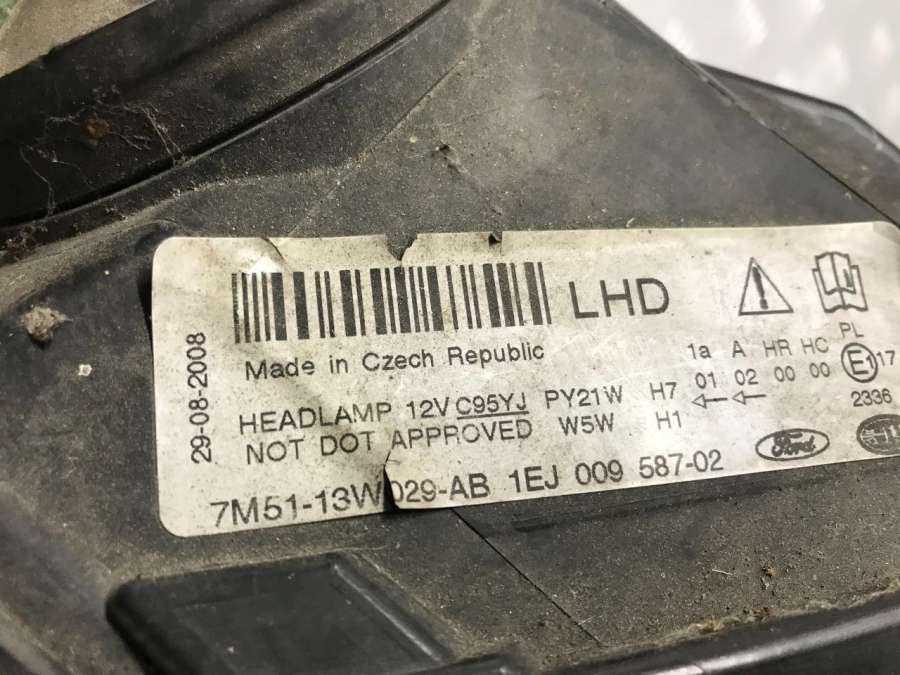 29-08-2008
LHD
Made in Czech Republic
1a A HR HC PL
HEADLAMP 12V C95YJ PY21W H7 01 02 00 00 E1 17
NOT DOT APPROVED W5W H1 2336
7M51-13W029-AB 1EJ 009 587-02 Ford